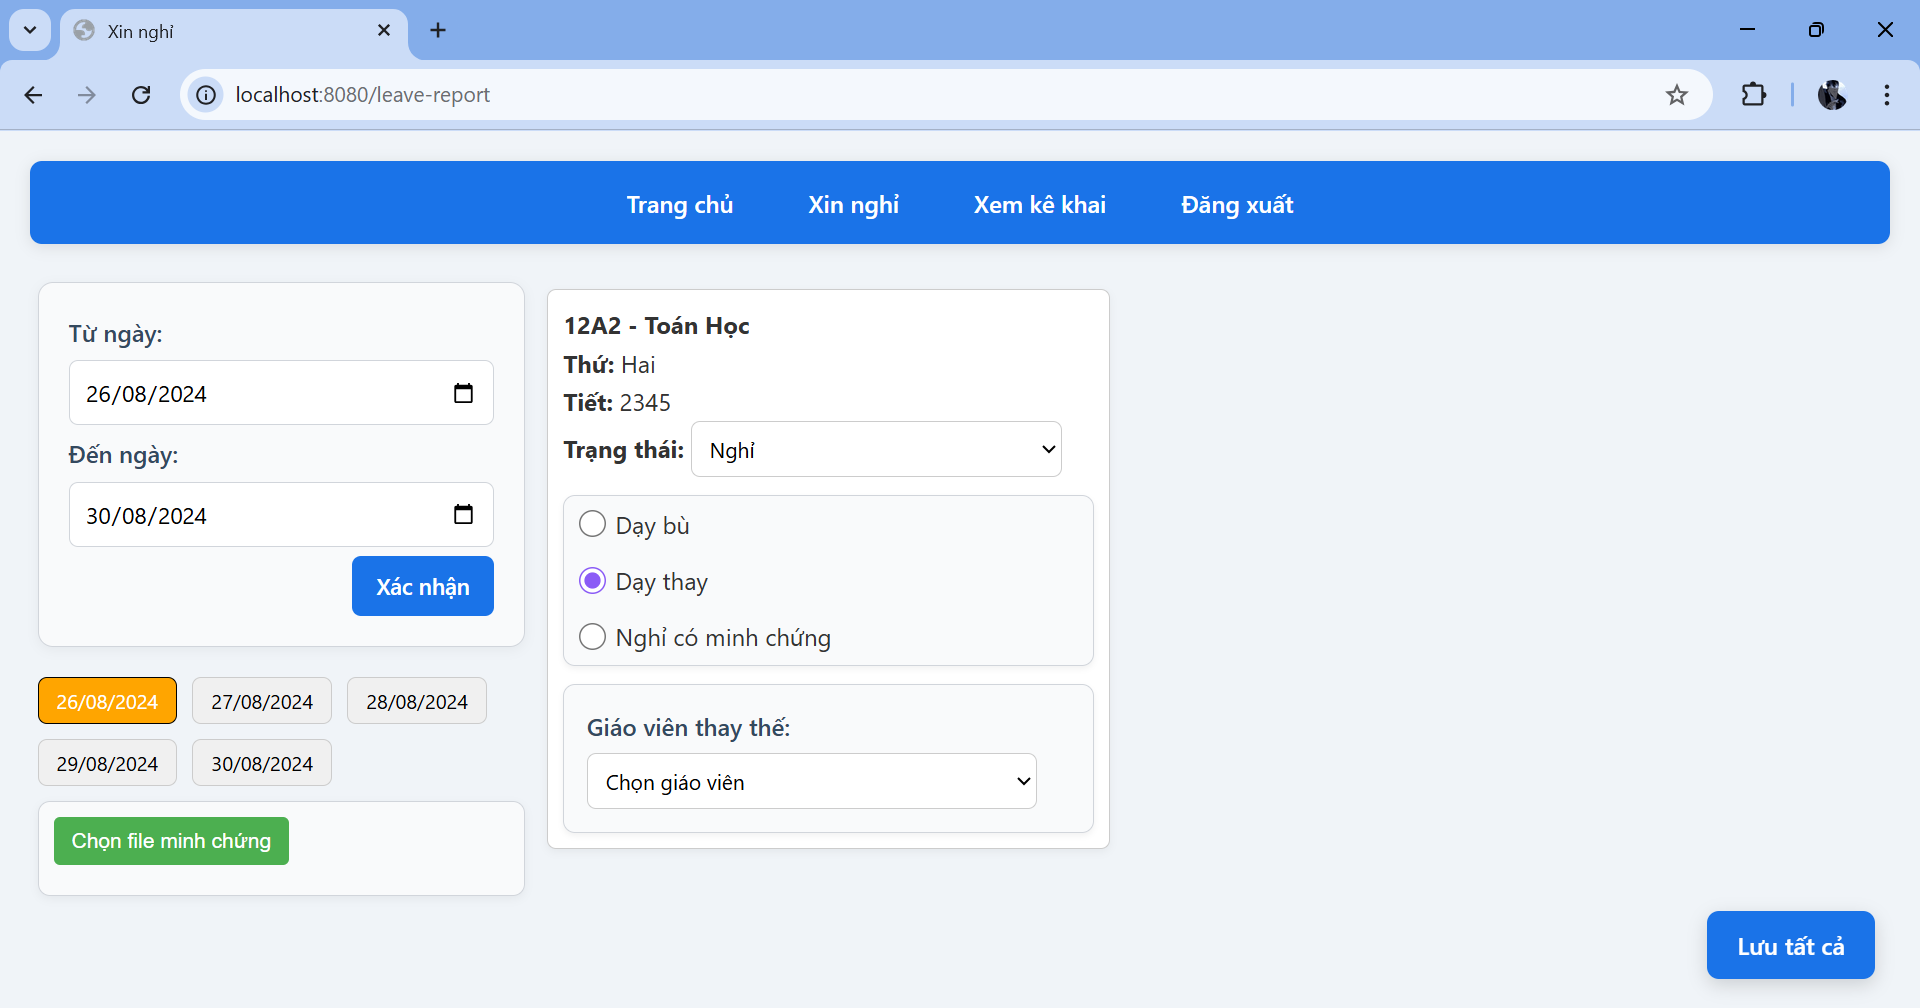 Xin nghỉ
localhost:8080/leave-report
Trang chủ Xin nghỉ Xem kê khai Đăng xuất
Từ ngày:
26/08/2024
Đến ngày:
30/08/2024
Xác nhận
26/08/2024 27/08/2024 28/08/2024
29/08/2024 30/08/2024
Chọn file minh chứng
12A2 - Toán Học
Thứ: Hai
Tiết: 2345
Trạng thái: Nghỉ
Dạy bù
Dạy thay
Nghỉ có minh chứng
Giáo viên thay thế:
Chọn giáo viên
Lưu tất cả